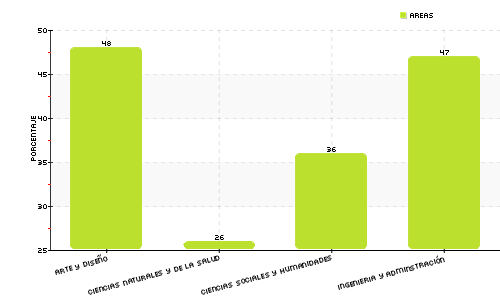 AREAS
PORCENTAJE
50
45
40
35
30
25
48
26
36
47
ARTE Y DISEÑO
CIENCIAS NATURALES Y DE LA SALUD
CIENCIAS SOCIALES Y HUMANIDADES
INGENIERIA Y ADMINSTRACIÓN